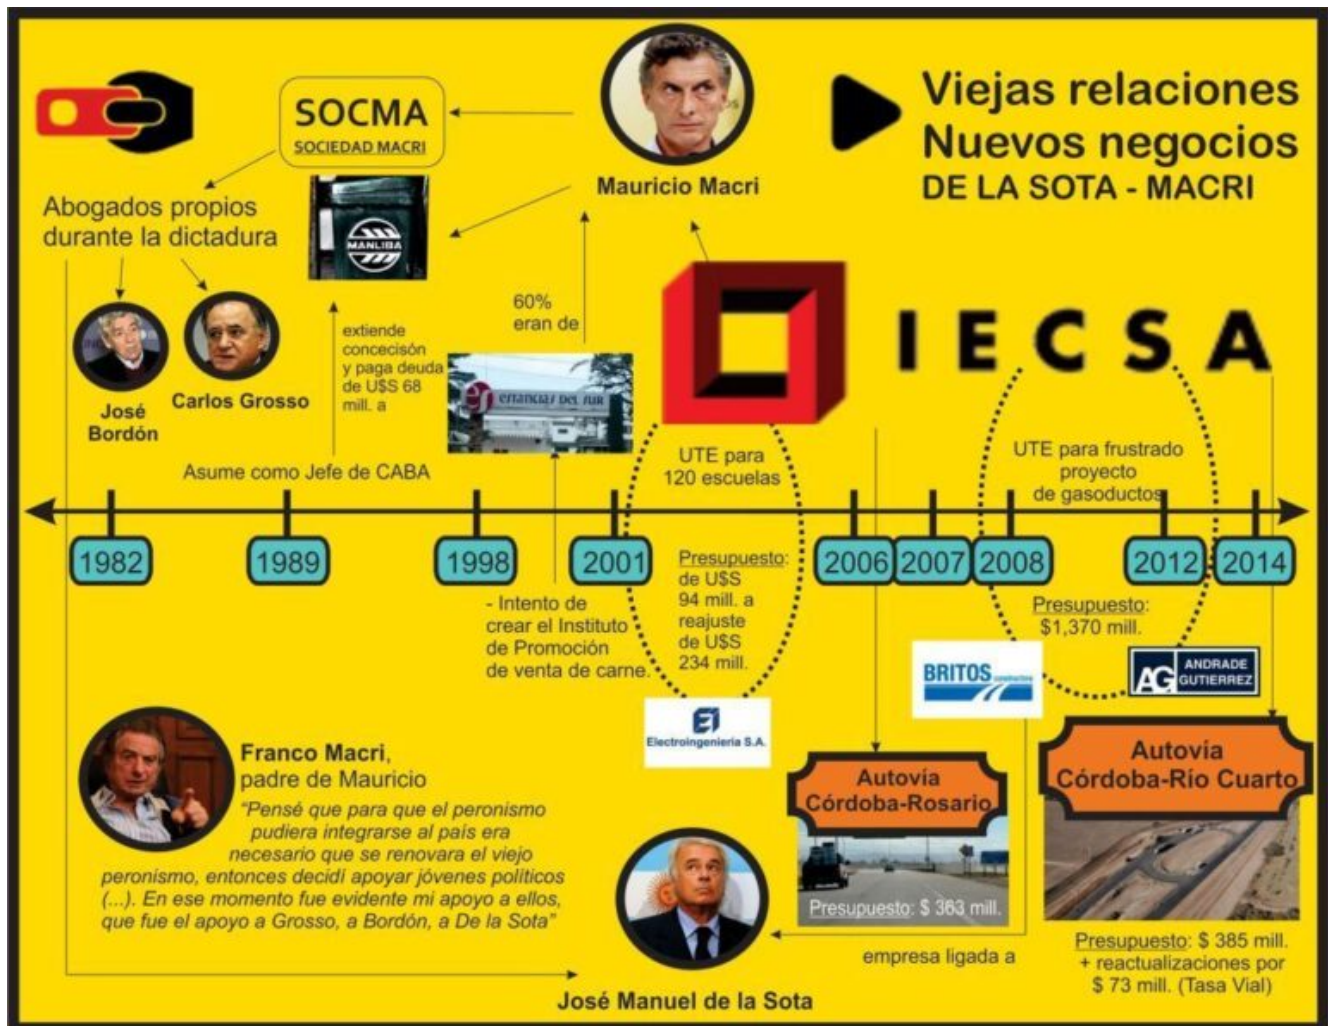 Viejas relaciones
Nuevos negocios
DE LA SOTA - MACRI
SOCMA
SOCIEDAD MACRI
Mauricio Macri
Abogados propios
durante la dictadura
MANLIBA
José
Bordón
Carlos Grosso
extiende
concecisón
y paga deuda
de U$S 68
mill. a
60%
eran de
estancias del sur
IECSA
Asume como Jefe de CABA
UTE para
120 escuelas
UTE para frustrado
proyecto
de gasoductos
1982
1989
1998
2001
2006
2007
2008
2012
2014
- Intento de
crear el Instituto
de Promoción
de venta de carne.
Presupuesto:
de U$S
94 mill. a
reajuste
de U$S
234 mill.
Presupuesto:
$1,370 mill.
BRITOS
AG ANDRADE
GUTIERREZ
EI
Electroingeniería S.A.
Franco Macri,
padre de Mauricio
"Pensé que para que el peronismo
pudiera integrarse al país era
necesario que se renovara el viejo
peronismo, entonces decidí apoyar jóvenes políticos
(...). En ese momento fue evidente mi apoyo a ellos,
que fue el apoyo a Grosso, a Bordón, a De la Sota"
Autovía
Córdoba-Rosario
Presupuesto: $ 363 mill.
Autovía
Córdoba-Río Cuarto
Presupuesto: $ 385 mill.
+ reactualizaciones por
$ 73 mill. (Tasa Vial)
empresa ligada a
José Manuel de la Sota